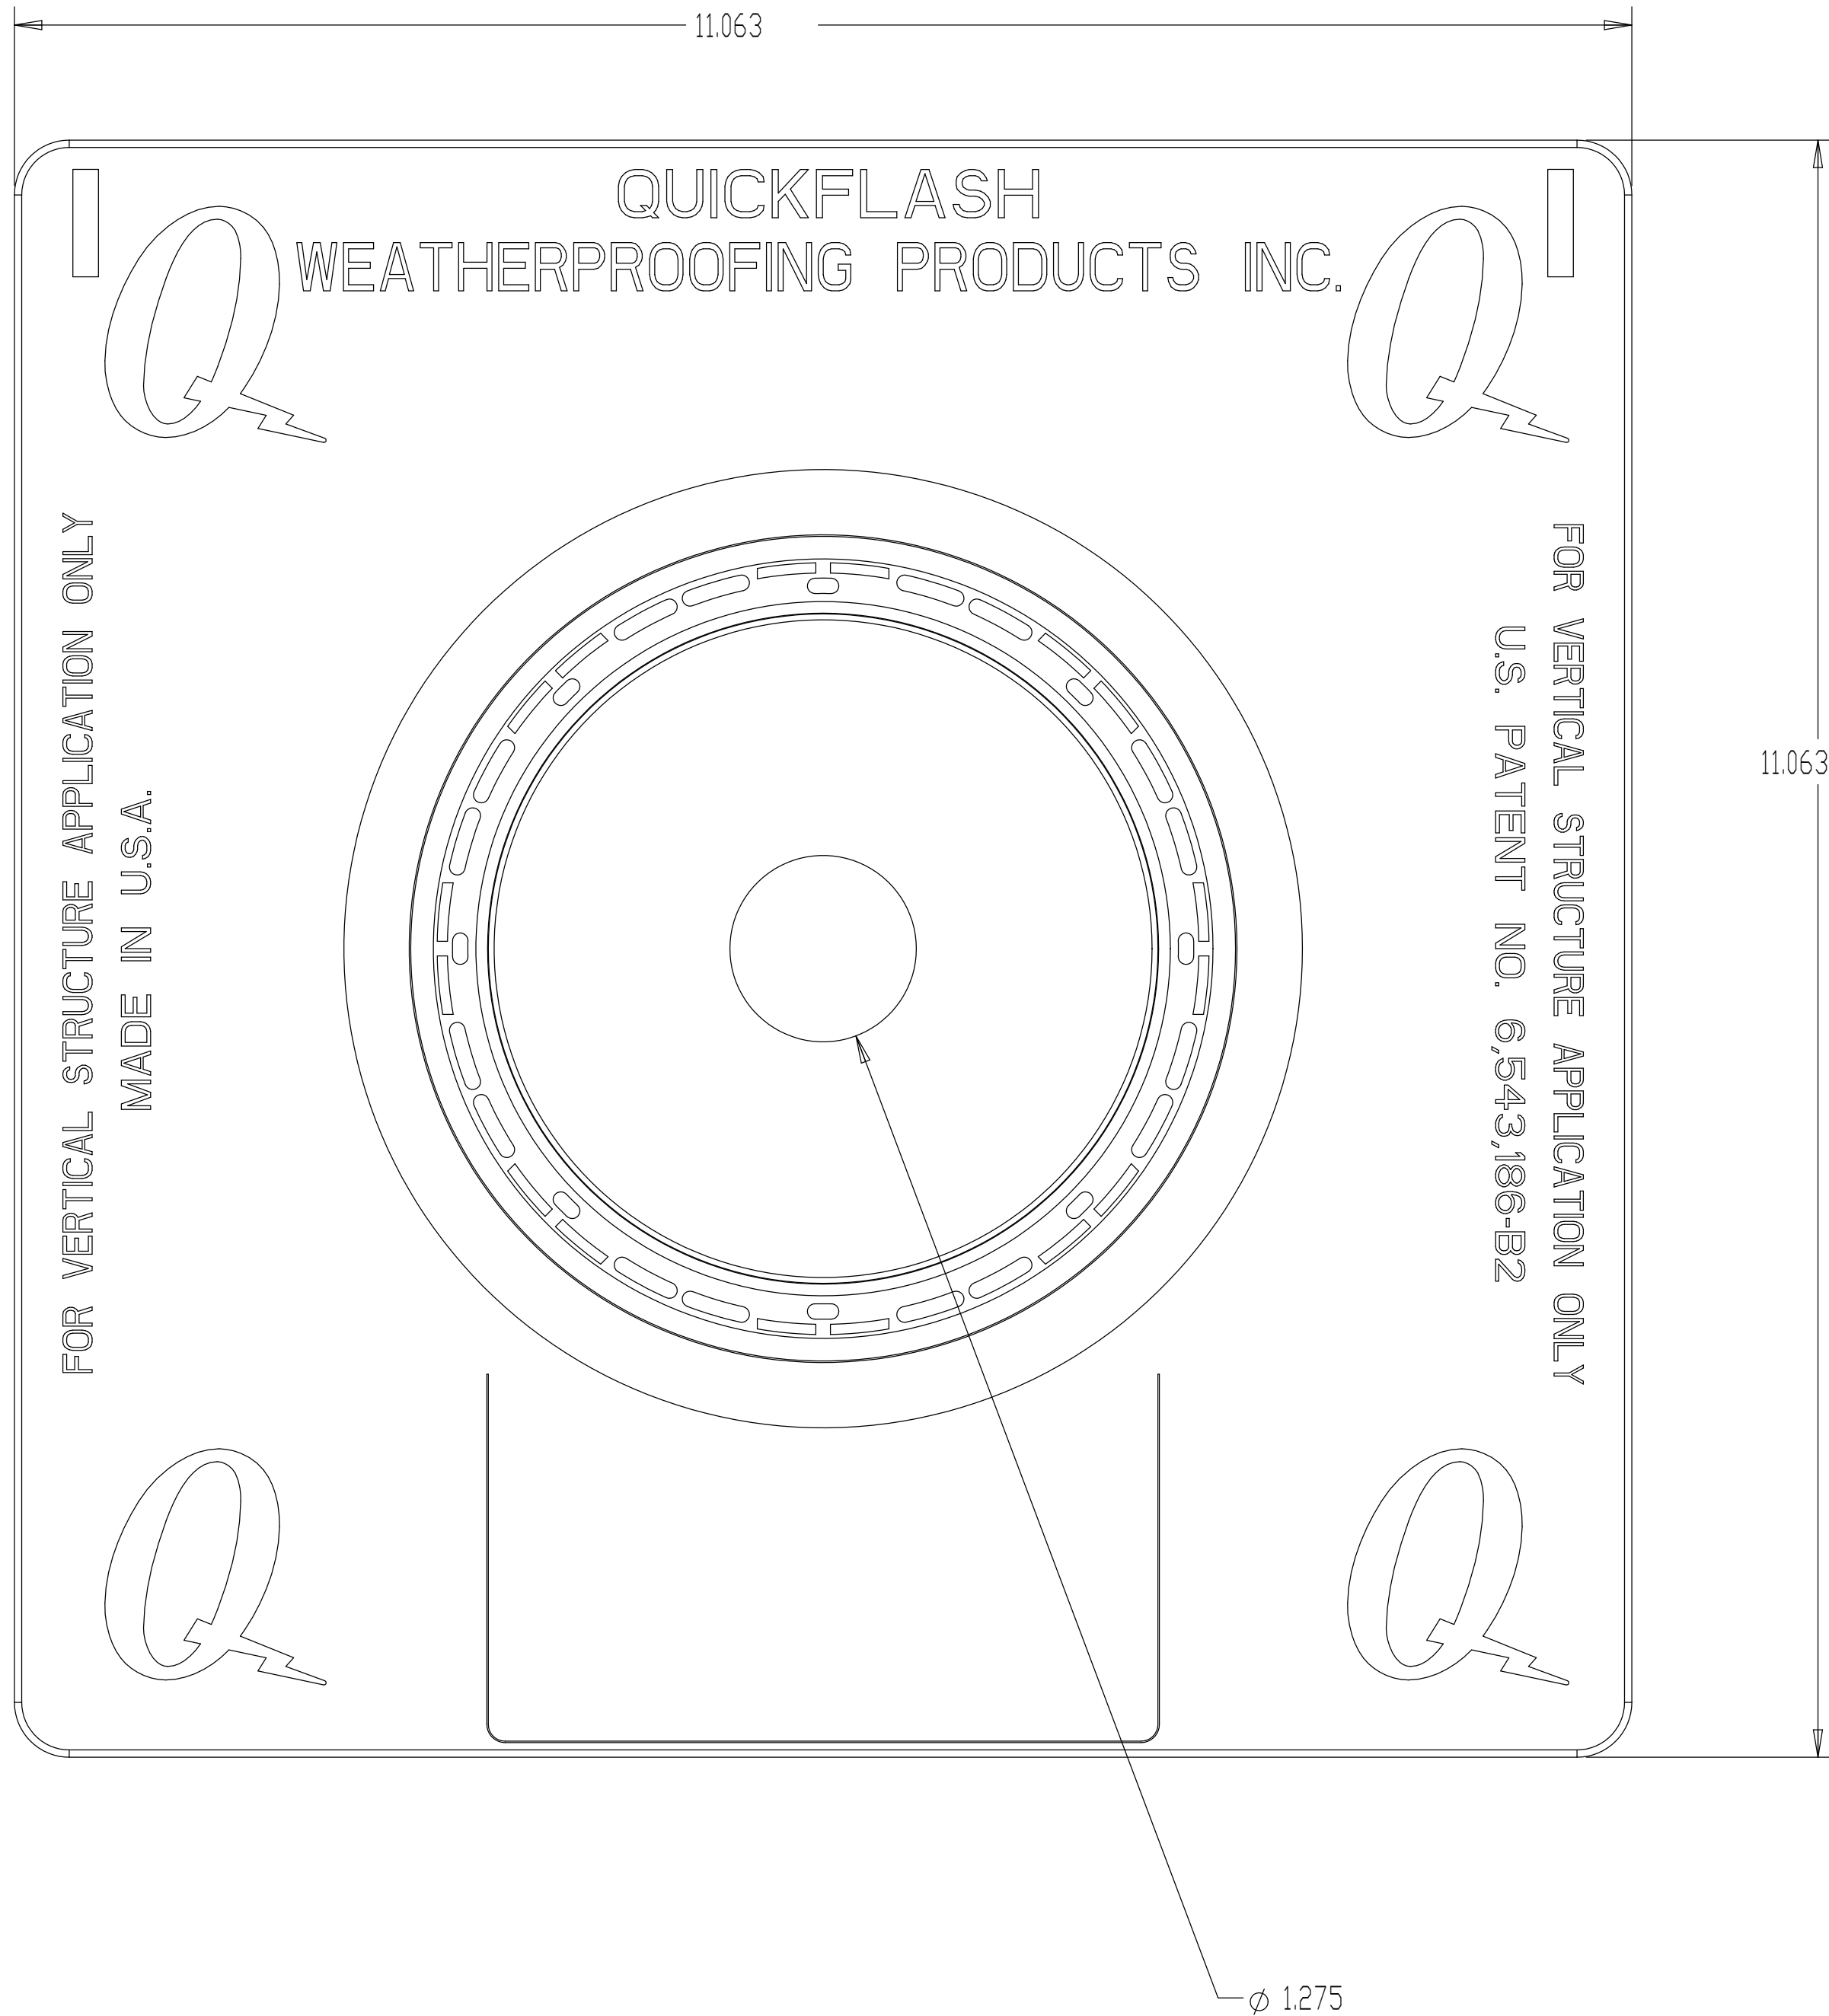 11.063
QUICKFLASH
WEATHERPROOFING PRODUCTS INC.
Q
Q
FOR VERTICAL STRUCTURE APPLICATION ONLY
MADE IN U.S.A.
FOR VERTICAL STRUCTURE APPLICATION ONLY
U.S. PATENT NO. 6,543,186-B2
11.063
Q
Q
⌀ 1.275